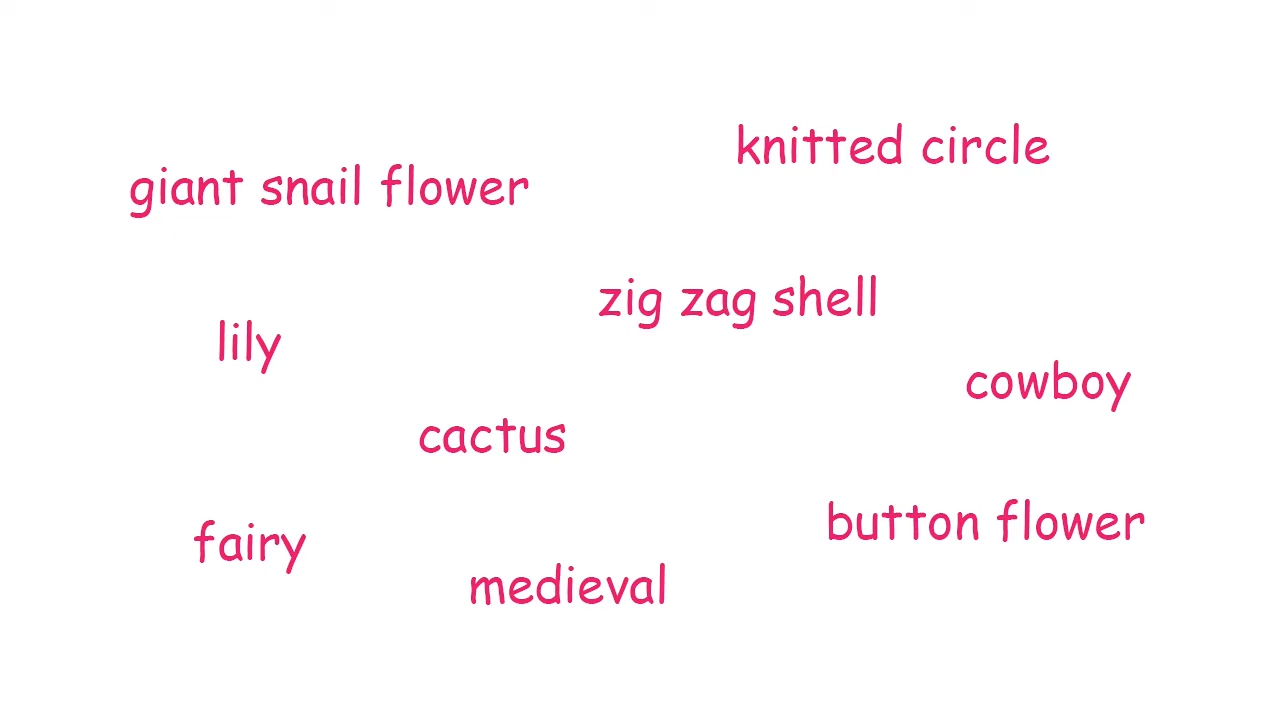 knitted circle
giant snail flower
zig zag shell
lily
cowboy
cactus
button flower
fairy
medieval